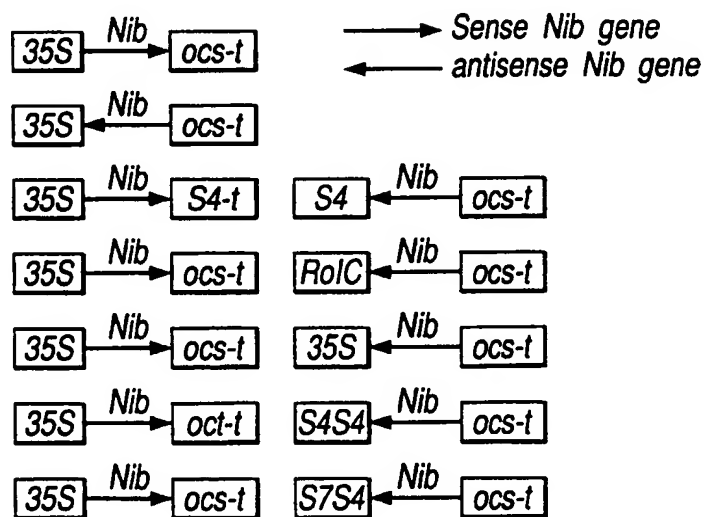 35S Nib ocs-t Sense Nib gene
antisense Nib gene
35S Nib ocs-t
35S Nib S4-t S4 Nib ocs-t
35S Nib ocs-t RolC Nib ocs-t
35S Nib ocs-t 35S Nib ocs-t
35S Nib oct-t S4S4 Nib ocs-t
35S Nib ocs-t S7S4 Nib ocs-t